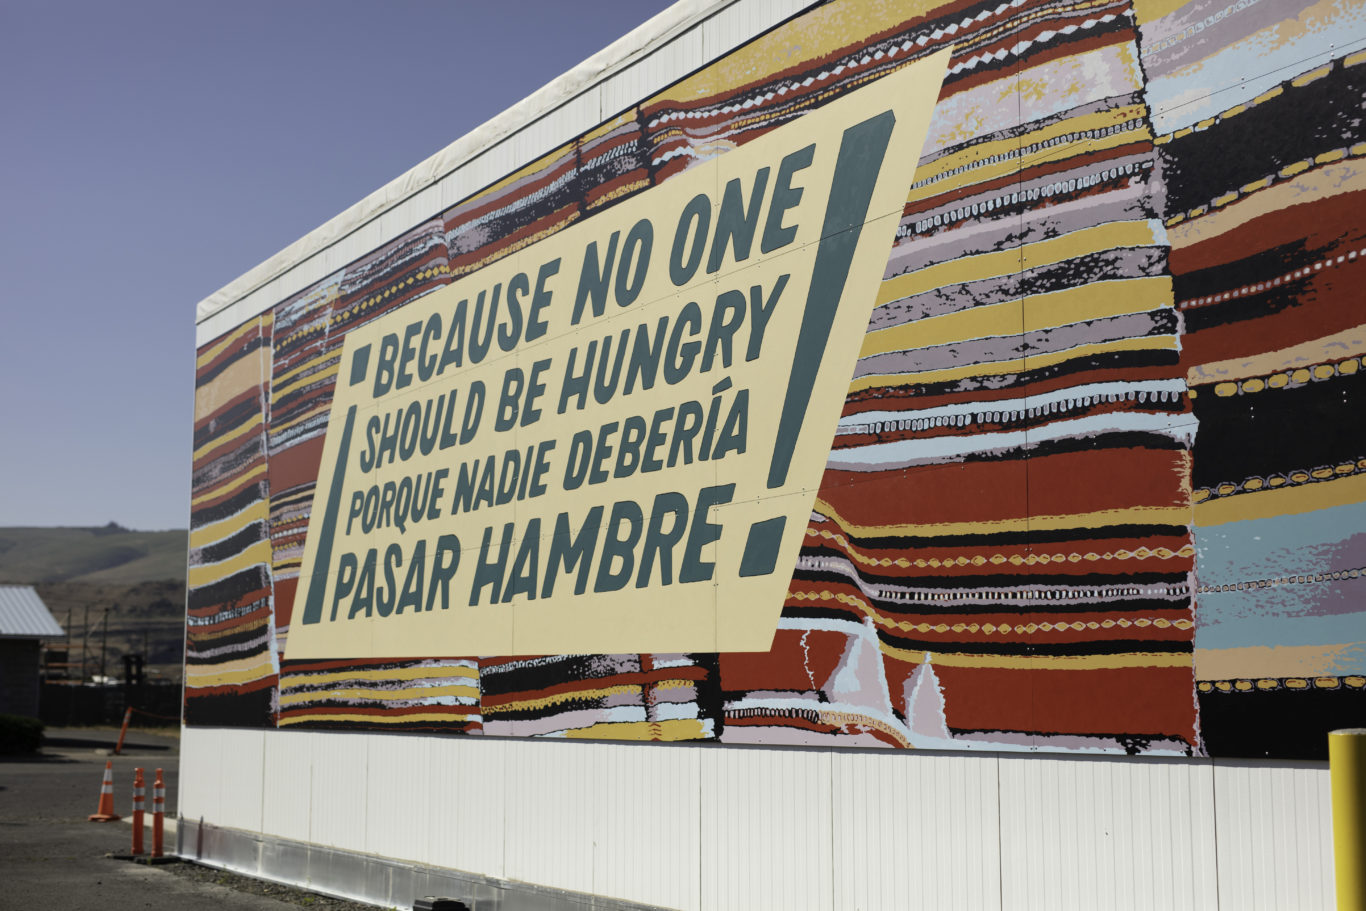 ¡BECAUSE NO ONE
SHOULD BE HUNGRY
PORQUE NADIE DEBERÍA
PASAR HAMBRE!